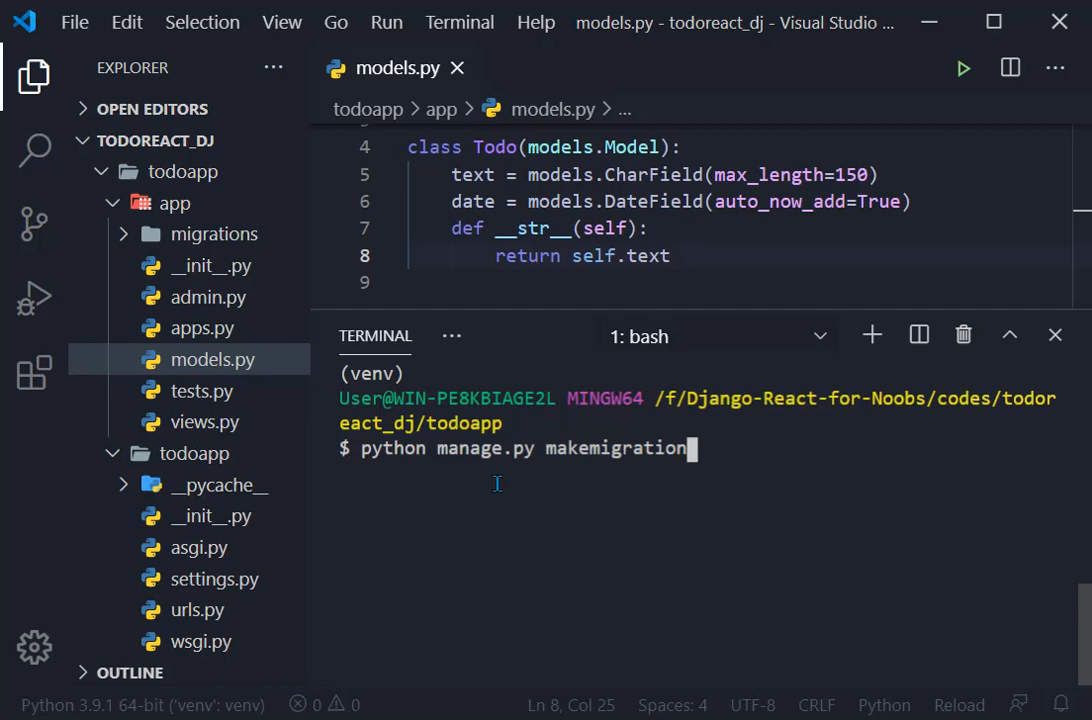 File Edit Selection View Go Run Terminal Help models.py - todoreact_dj - Visual Studio ...
EXPLORER ...
OPEN EDITORS
TODOREACT_DJ
todoapp
app
migrations
__init__.py
admin.py
apps.py
models.py
tests.py
views.py
todoapp
__pycache__
__init__.py
asgi.py
settings.py
urls.py
wsgi.py
OUTLINE
models.py
todoapp > app > models.py > ...
4 class Todo(models.Model):
5 text = models.CharField(max_length=150)
6 date = models.DateField(auto_now_add=True)
7 def __str__(self):
8 return self.text
9
TERMINAL ... 1: bash
(venv)
User@WIN-PE8KBIAGE2L MINGW64 /f/Django-React-for-Noobs/codes/todor
eact_dj/todoapp
$ python manage.py makemigration
Python 3.9.1 64-bit ('venv': venv) 0 0 Ln 8, Col 25 Spaces: 4 UTF-8 CRLF Python Reload